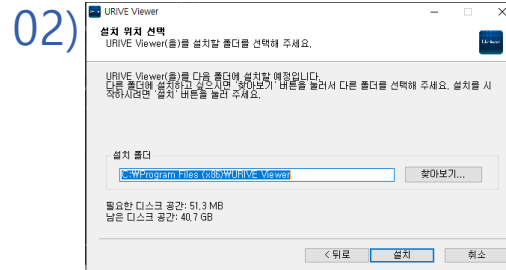 02)
URIVE Viewer
설치 위치 선택
URIVE Viewer(을)를 설치할 폴더를 선택해 주세요.
URIVE Viewer(을)를 다음 폴더에 설치할 예정입니다.
다른 폴더에 설치하고 싶으시면 '찾아보기' 버튼을 눌러서 다른 폴더를 선택해 주세요. 설치를 시
작하시려면 '설치' 버튼을 눌러 주세요.
설치 폴더
C:₩Program Files (x86)₩URIVE Viewer
찾아보기...
필요한 디스크 공간: 51.3 MB
남은 디스크 공간: 40.7 GB
< 뒤로
설치
취소